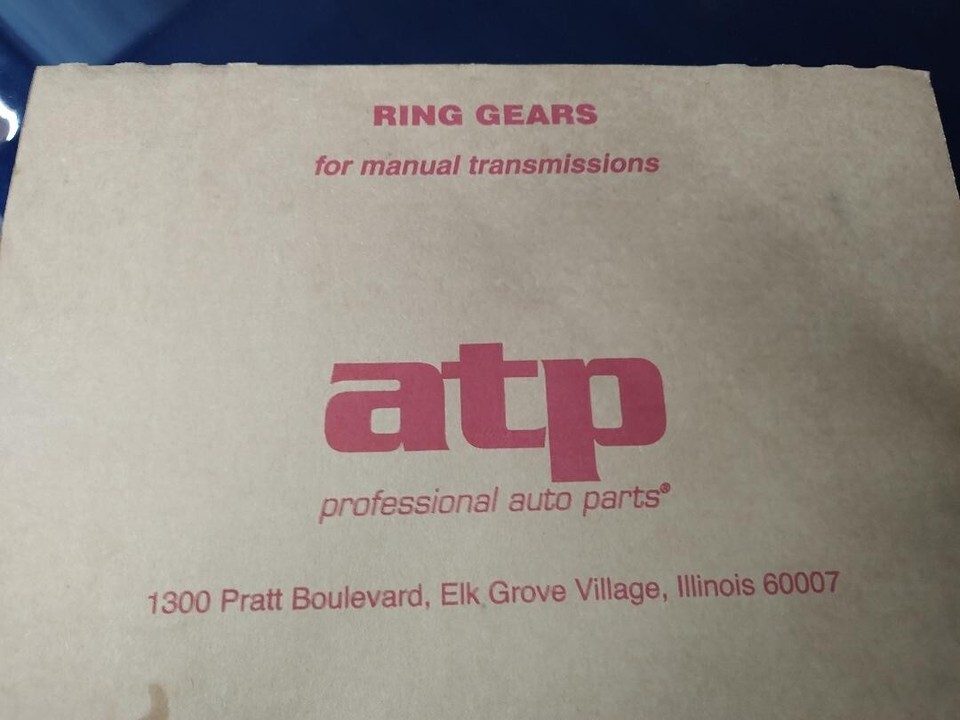 RING GEARS
for manual transmissions
atp
professional auto parts®
1300 Pratt Boulevard, Elk Grove Village, Illinois 60007